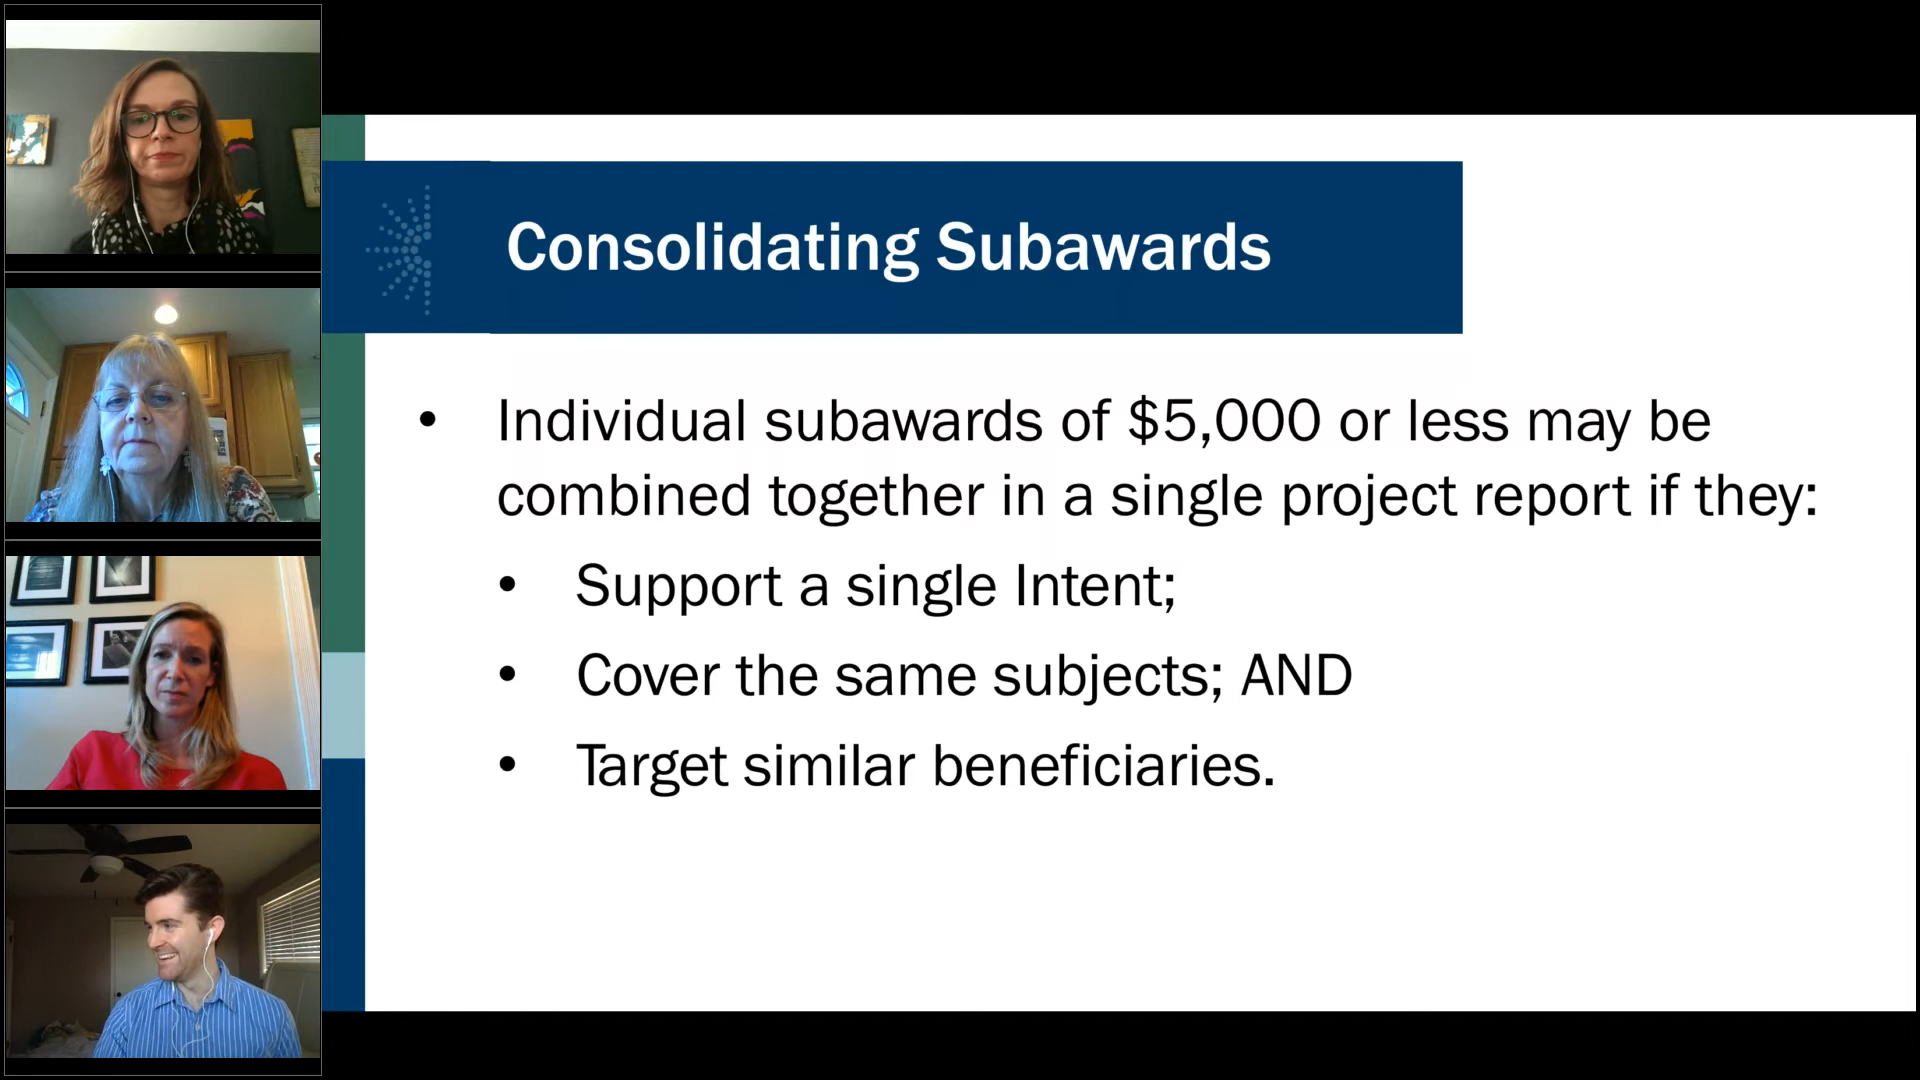 Consolidating Subawards
• Individual subawards of $5,000 or less may be
combined together in a single project report if they:
• Support a single Intent;
• Cover the same subjects; AND
• Target similar beneficiaries.